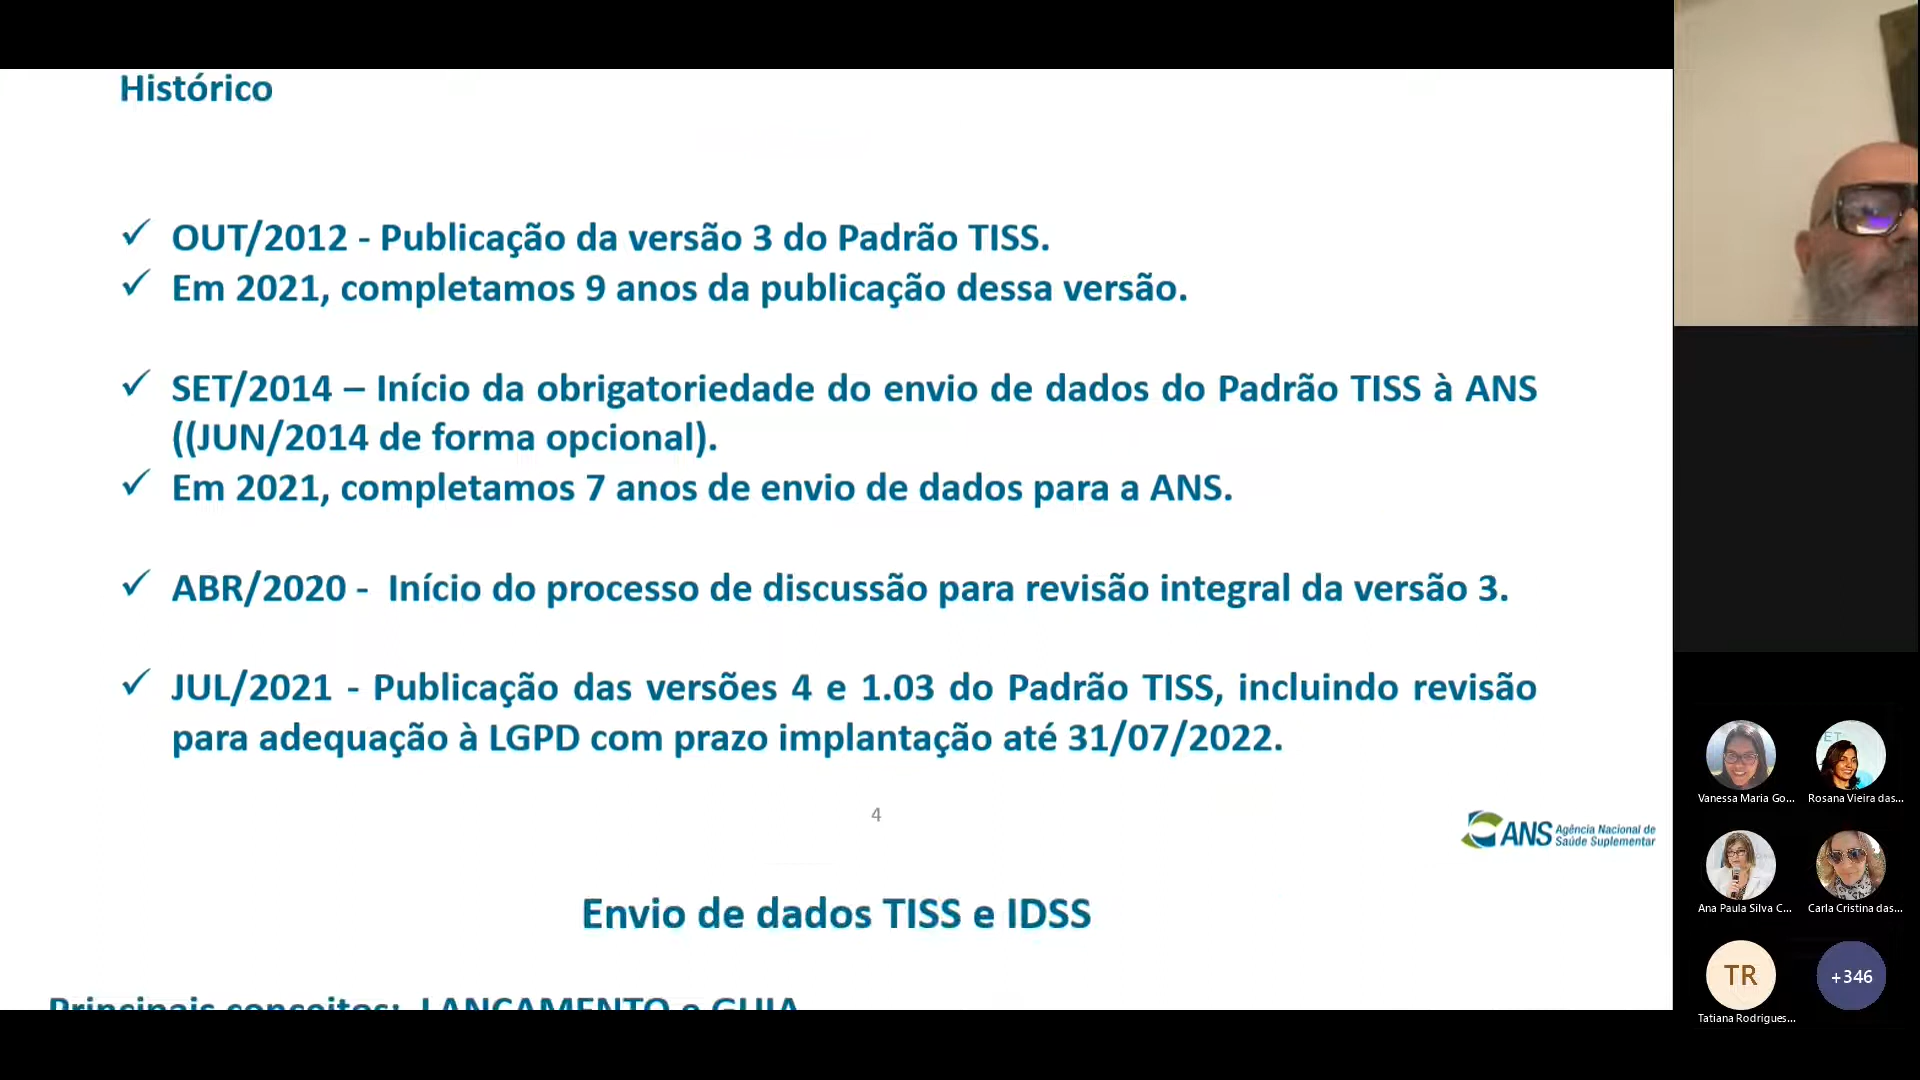 Histórico
✓ OUT/2012 - Publicação da versão 3 do Padrão TISS.
✓ Em 2021, completamos 9 anos da publicação dessa versão.
✓ SET/2014 – Início da obrigatoriedade do envio de dados do Padrão TISS à ANS
((JUN/2014 de forma opcional).
✓ Em 2021, completamos 7 anos de envio de dados para a ANS.
✓ ABR/2020 - Início do processo de discussão para revisão integral da versão 3.
✓ JUL/2021 - Publicação das versões 4 e 1.03 do Padrão TISS, incluindo revisão
para adequação à LGPD com prazo implantação até 31/07/2022.
4
ANS Agência Nacional de
Saúde Suplementar
Envio de dados TISS e IDSS
Principais conceitos: LANÇAMENTO e GUIA
ET
Vanessa Maria Go...
Rosana Vieira das...
Ana Paula Silva C...
Carla Cristina das...
TR
+346
Tatiana Rodrigues...